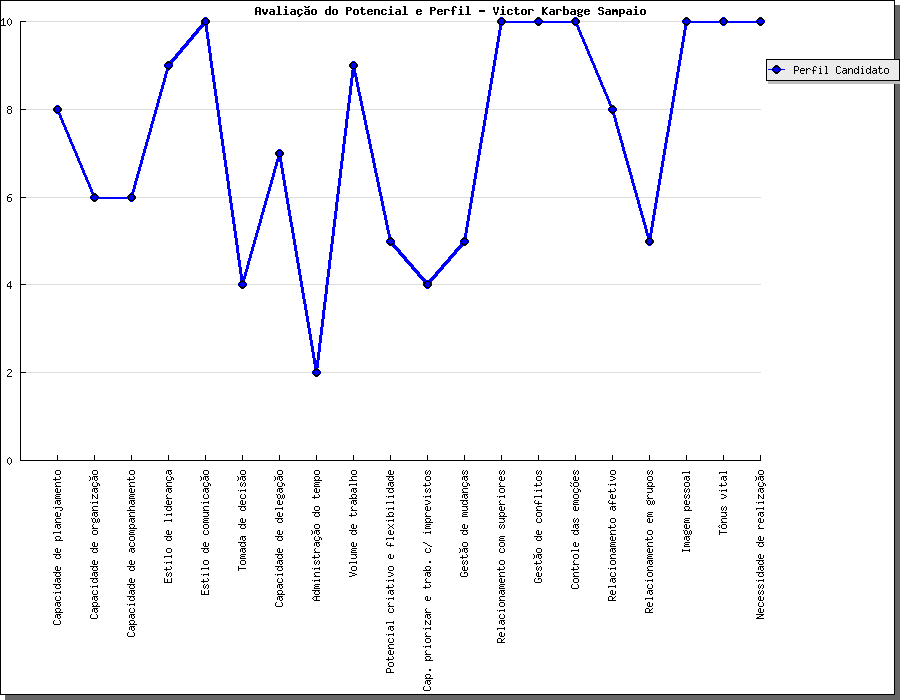 Avaliação do Potencial e Perfil - Victor Karbage Sampaio
Perfil Candidato
10
8
6
4
2
0
Capacidade de planejamento
Capacidade de organização
Capacidade de acompanhamento
Estilo de liderança
Estilo de comunicação
Tomada de decisão
Capacidade de delegação
Administração do tempo
Volume de trabalho
Potencial criativo e flexibilidade
Cap. priorizar e trab. c/ imprevistos
Gestão de mudanças
Relacionamento com superiores
Gestão de conflitos
Controle das emoções
Relacionamento afetivo
Relacionamento em grupos
Imagem pessoal
Tônus vital
Necessidade de realização